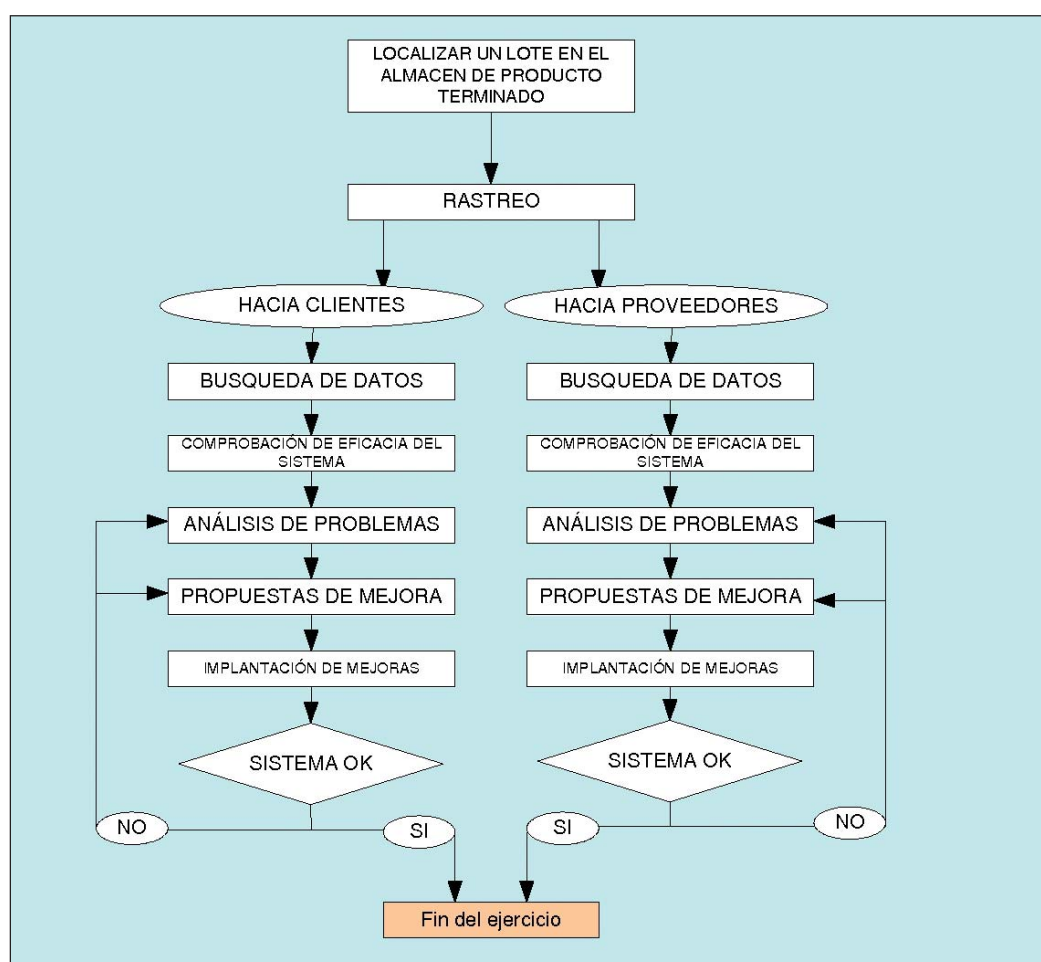 LOCALIZAR UN LOTE EN EL
ALMACEN DE PRODUCTO
TERMINADO
RASTREO
HACIA CLIENTES
HACIA PROVEEDORES
BUSQUEDA DE DATOS
BUSQUEDA DE DATOS
COMPROBACIÓN DE EFICACIA DEL
SISTEMA
COMPROBACIÓN DE EFICACIA DEL
SISTEMA
ANÁLISIS DE PROBLEMAS
ANÁLISIS DE PROBLEMAS
PROPUESTAS DE MEJORA
PROPUESTAS DE MEJORA
IMPLANTACIÓN DE MEJORAS
IMPLANTACIÓN DE MEJORAS
SISTEMA OK
SISTEMA OK
NO
SI
SI
NO
Fin del ejercicio